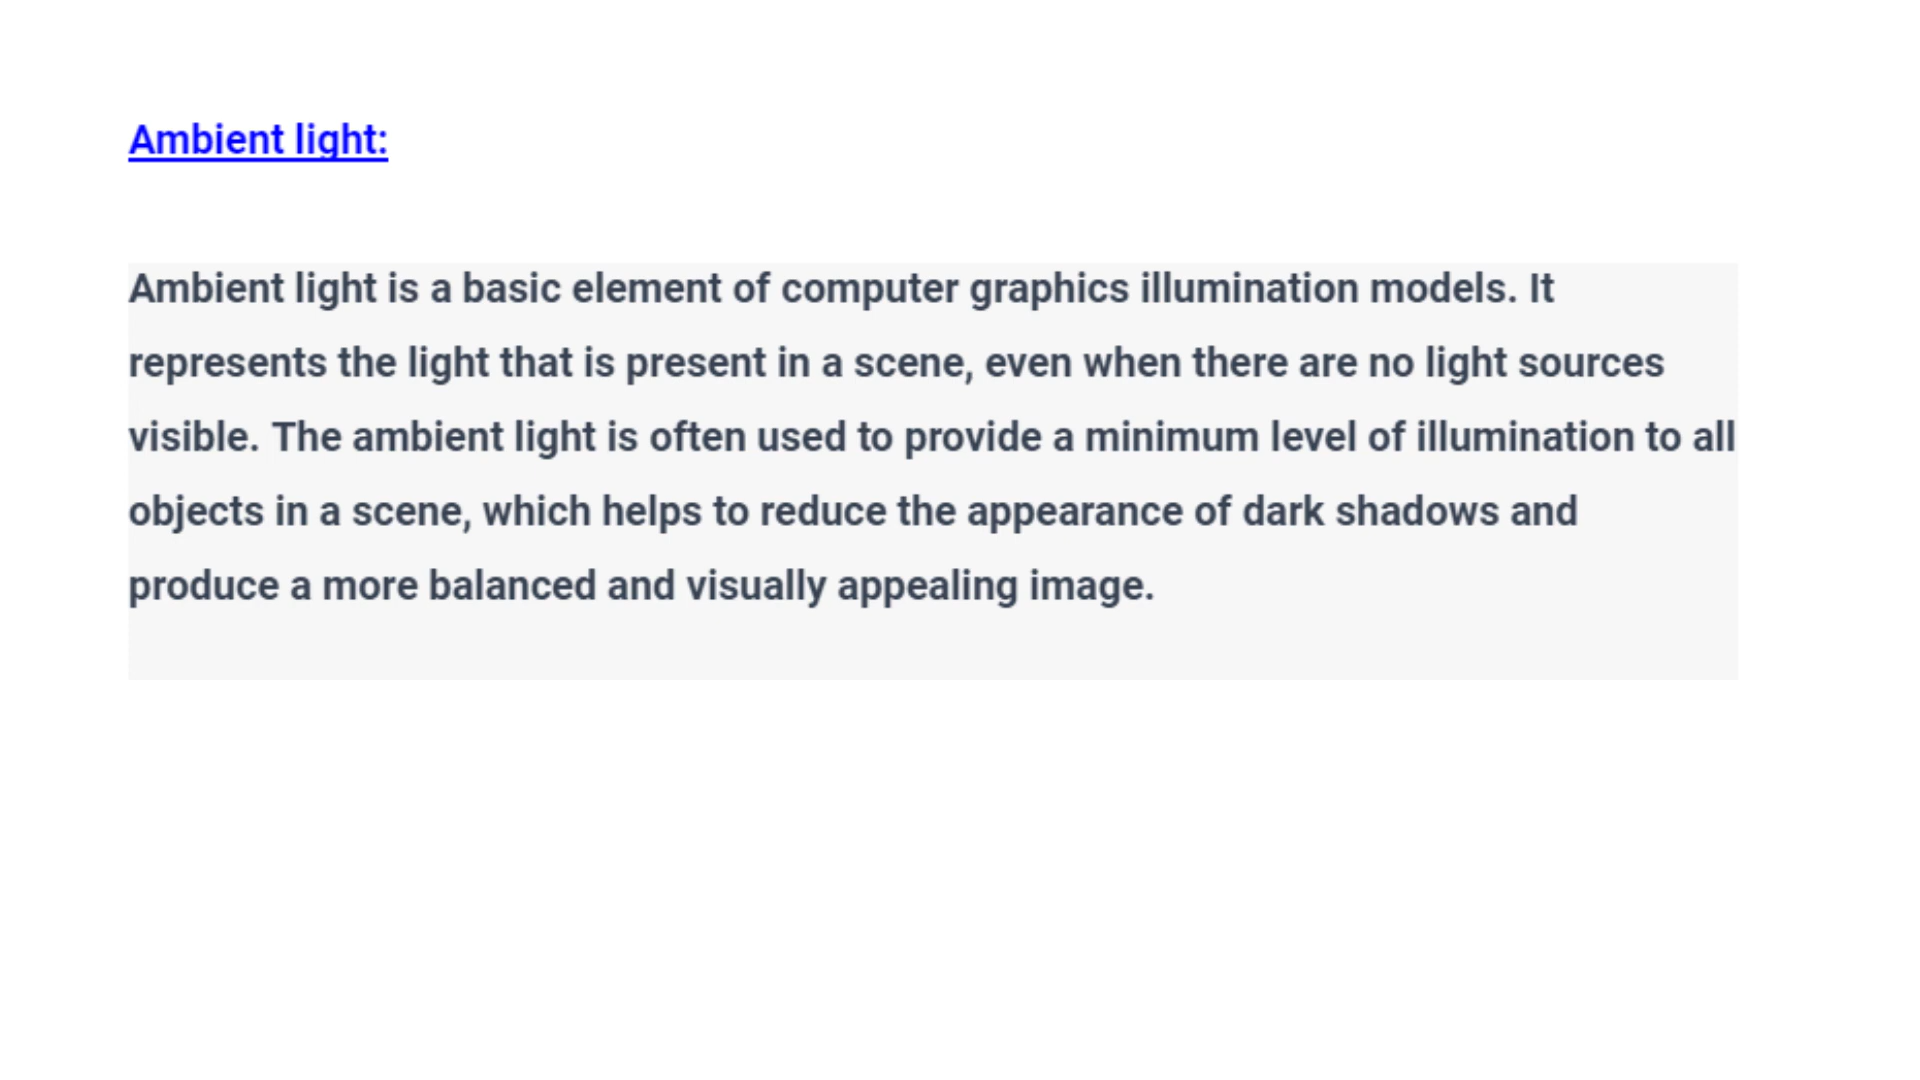 Ambient light:
Ambient light is a basic element of computer graphics illumination models. It
represents the light that is present in a scene, even when there are no light sources
visible. The ambient light is often used to provide a minimum level of illumination to all
objects in a scene, which helps to reduce the appearance of dark shadows and
produce a more balanced and visually appealing image.